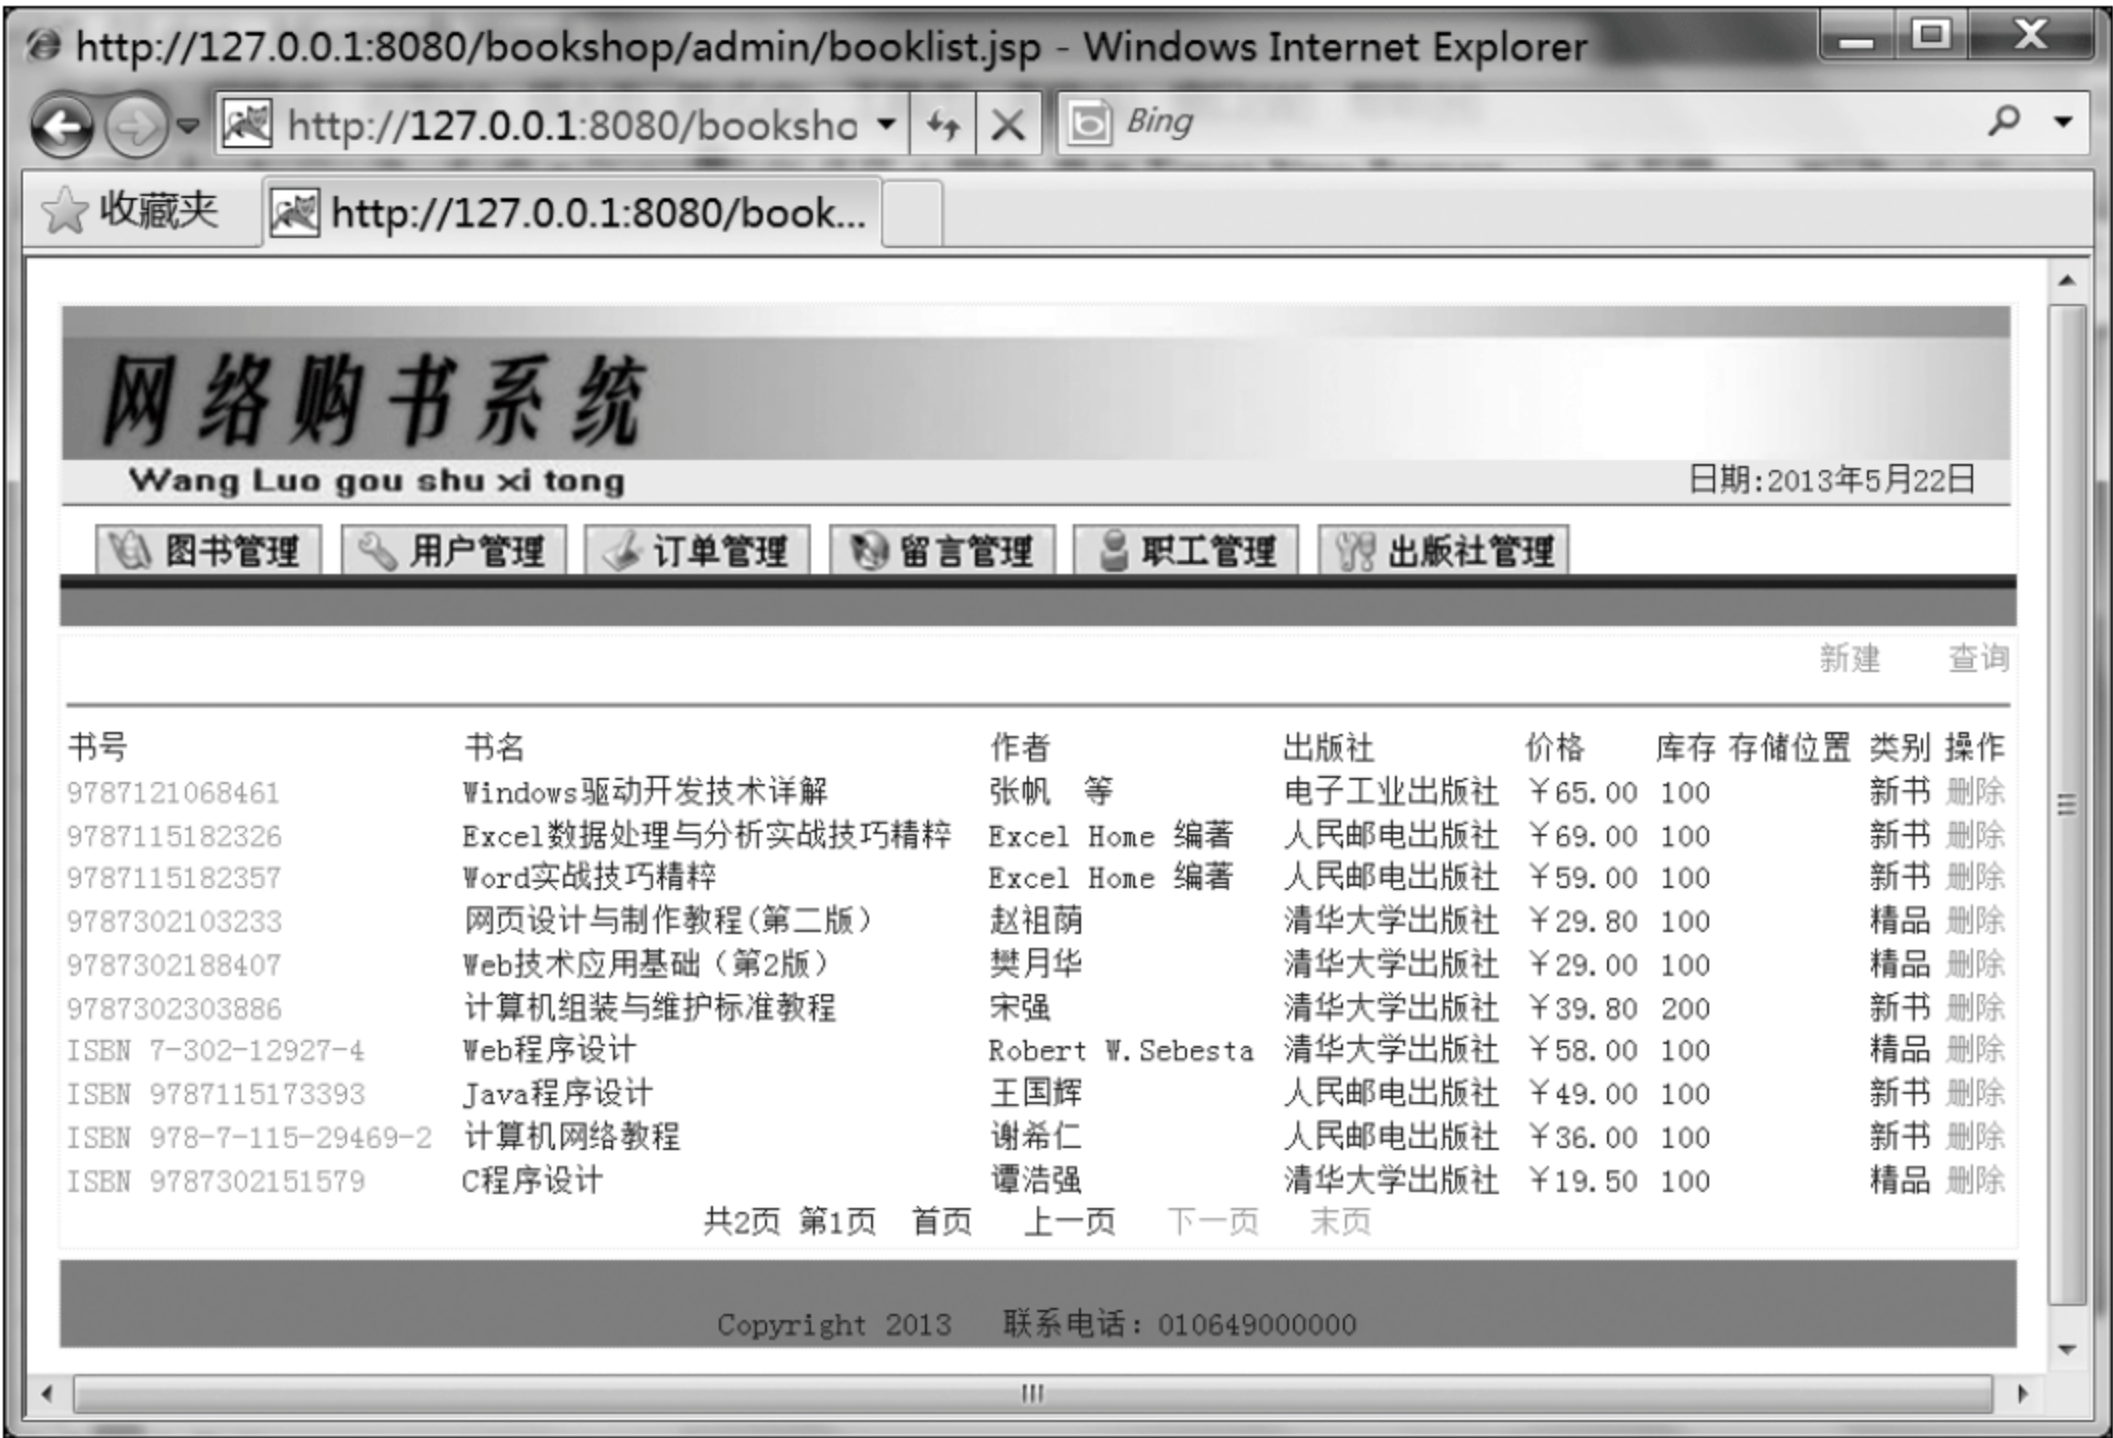 http://127.0.0.1:8080/bookshop/admin/booklist.jsp - Windows Internet Explorer
http://127.0.0.1:8080/booksho Bing
收藏夹 http://127.0.0.1:8080/book...
网络购书系统
Wang Luo gou shu xi tong 日期:2013年5月22日
图书管理 用户管理 订单管理 留言管理 职工管理 出版社管理
新建 查询
书号 书名 作者 出版社 价格 库存 存储位置 类别 操作
9787121068461 Windows驱动开发技术详解 张帆 等 电子工业出版社 ¥65.00 100 新书 删除
9787115182326 Excel数据处理与分析实战技巧精粹 Excel Home 编著 人民邮电出版社 ¥69.00 100 新书 删除
9787115182357 Word实战技巧精粹 Excel Home 编著 人民邮电出版社 ¥59.00 100 新书 删除
9787302103233 网页设计与制作教程(第二版） 赵祖荫 清华大学出版社 ¥29.80 100 精品 删除
9787302188407 Web技术应用基础（第2版） 樊月华 清华大学出版社 ¥29.00 100 精品 删除
9787302303886 计算机组装与维护标准教程 宋强 清华大学出版社 ¥39.80 200 新书 删除
ISBN 7-302-12927-4 Web程序设计 Robert W.Sebesta 清华大学出版社 ¥58.00 100 精品 删除
ISBN 9787115173393 Java程序设计 王国辉 人民邮电出版社 ¥49.00 100 新书 删除
ISBN 978-7-115-29469-2 计算机网络教程 谢希仁 人民邮电出版社 ¥36.00 100 新书 删除
ISBN 9787302151579 C程序设计 谭浩强 清华大学出版社 ¥19.50 100 精品 删除
共2页 第1页 首页 上一页 下一页 末页
Copyright 2013 联系电话：010649000000